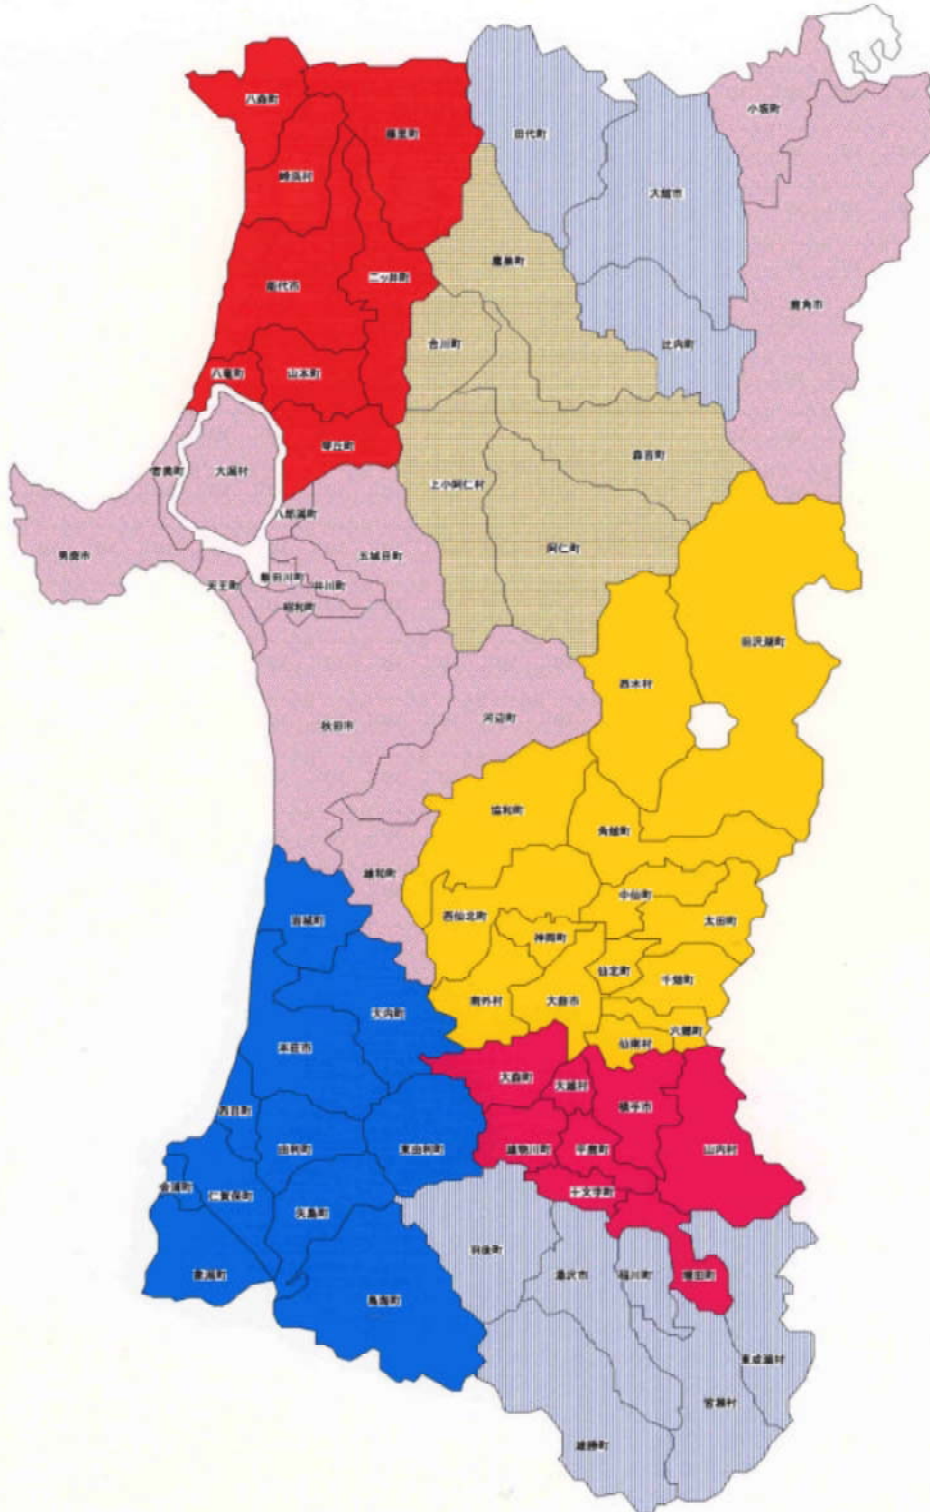 小坂町
八森町
藤里町
田代町
峰浜村
大館市
鷹巣町
二ッ井町
能代市
鹿角市
合川町
比内町
八竜町
山本町
琴丘町
森吉町
若美町
大潟村
上小阿仁村
八郎潟町
阿仁町
男鹿市
五城目町
飯田川町
天王町
井川町
昭和町
田沢湖町
西木村
河辺町
秋田市
協和町
角館町
雄和町
中仙町
西仙北町
岩城町
太田町
神岡町
仙北町
千畑町
南外村
大曲市
大内町
六郷町
仙南村
本荘市
大森町
大雄村
横手市
西目町
由利町
東由利町
雄物川町
平鹿町
山内村
金浦町
仁賀保町
十文字町
矢島町
羽後町
象潟町
湯沢市
稲川町
増田町
鳥海町
東成瀬村
皆瀬村
雄勝町